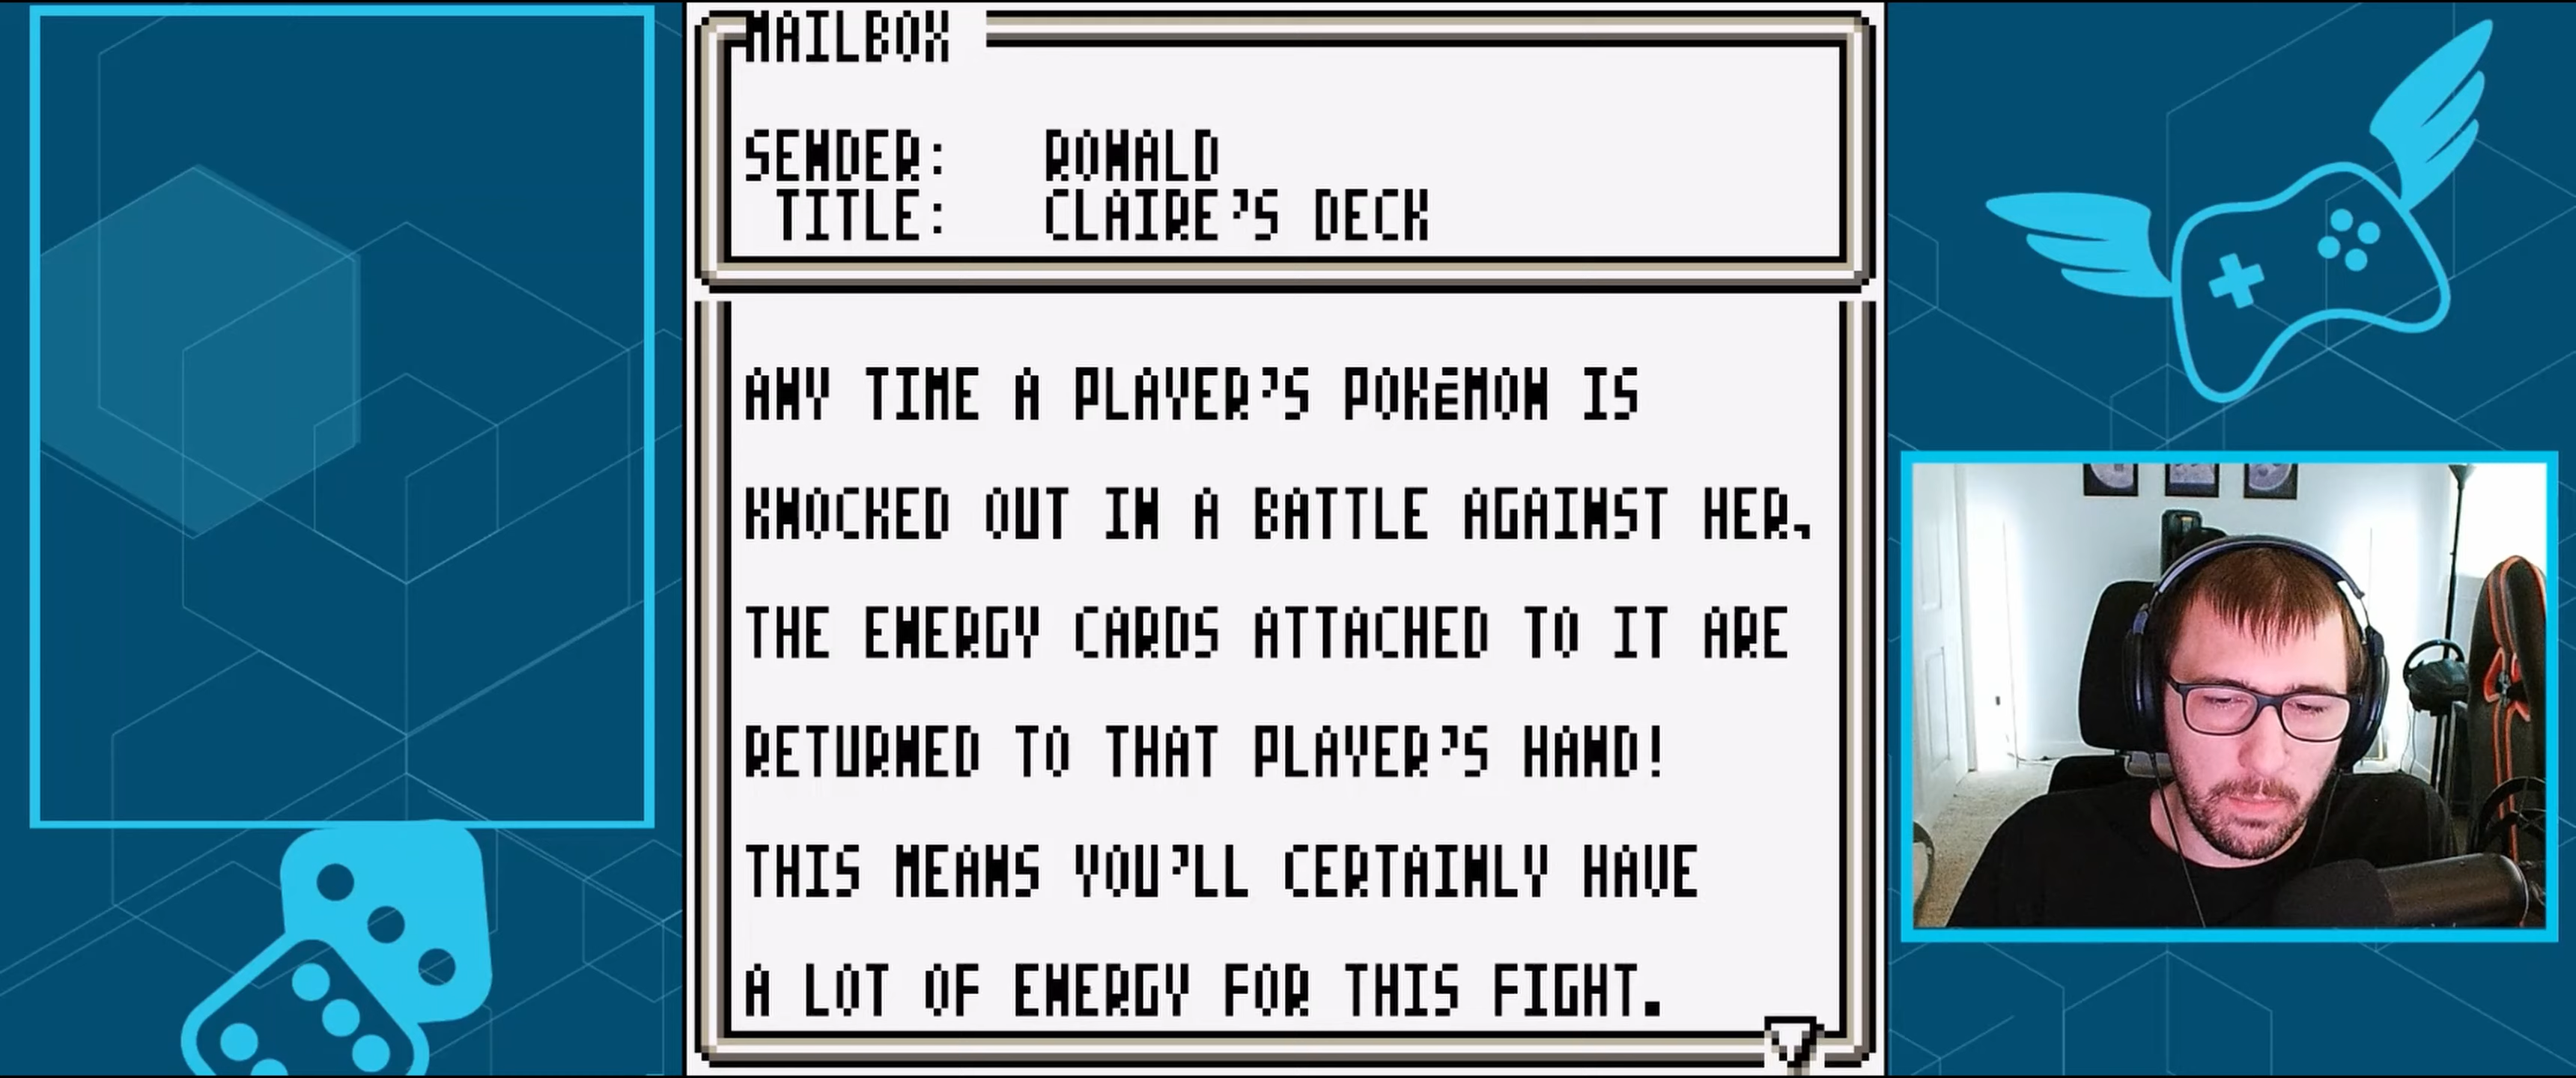 MAILBOX
SENDER: RONALD
TITLE: CLAIRE'S DECK
ANY TIME A PLAYER'S POKéMON IS
KNOCKED OUT IN A BATTLE AGAINST HER,
THE ENERGY CARDS ATTACHED TO IT ARE
RETURNED TO THAT PLAYER'S HAND!
THIS MEANS YOU'LL CERTAINLY HAVE
A LOT OF ENERGY FOR THIS FIGHT.